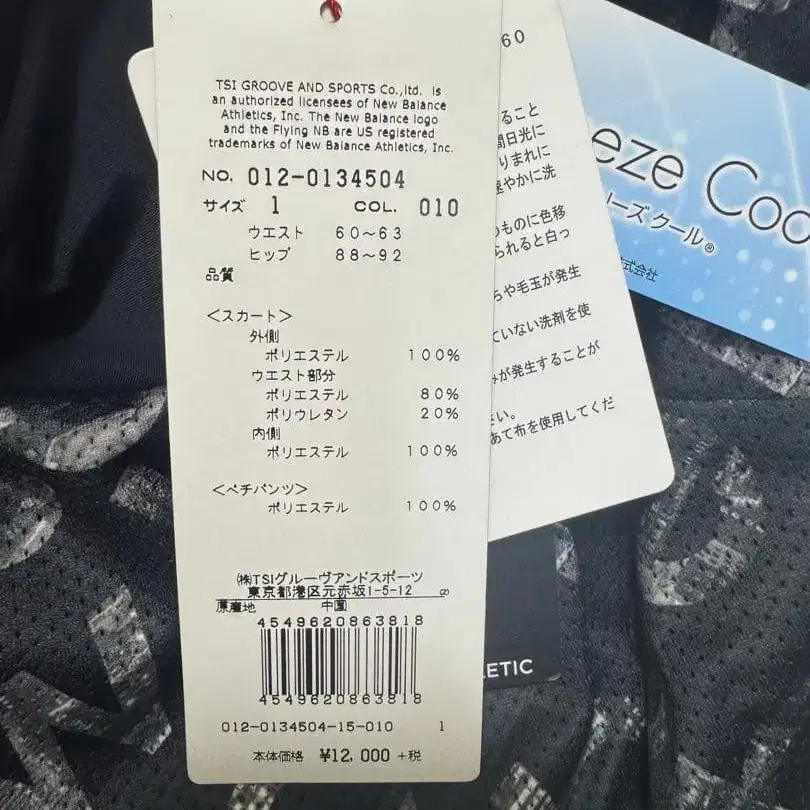 TSI GROOVE AND SPORTS Co.,ltd. is
an authorized licensees of New Balance
Athletics, Inc. The New Balance logo
and the Flying NB are US registered
trademarks of New Balance Athletics, Inc.
NO. 012-0134504
サイズ 1 COL. 010
ウエスト 60～63
ヒップ 88～92
品質
＜スカート＞
外側
ポリエステル 100%
ウエスト部分
ポリエステル 80%
ポリウレタン 20%
内側
ポリエステル 100%
＜ペチパンツ＞
ポリエステル 100%
㈱TSIグルーヴアンドスポーツ
東京都港区元赤坂1-5-12
原産地 中国
4549620863818
4549620863818
012-0134504-15-010 1
本体価格 ¥12,000 +税
60
ること
間日光に
りまれに
速やかに洗
のものに色移
られると白っ
ちや毛玉が発生
ていない洗剤を使
みが発生することが
さい。
あて布を使用してくだ
eze Coo
リーズ クール®
式会社
LETIC